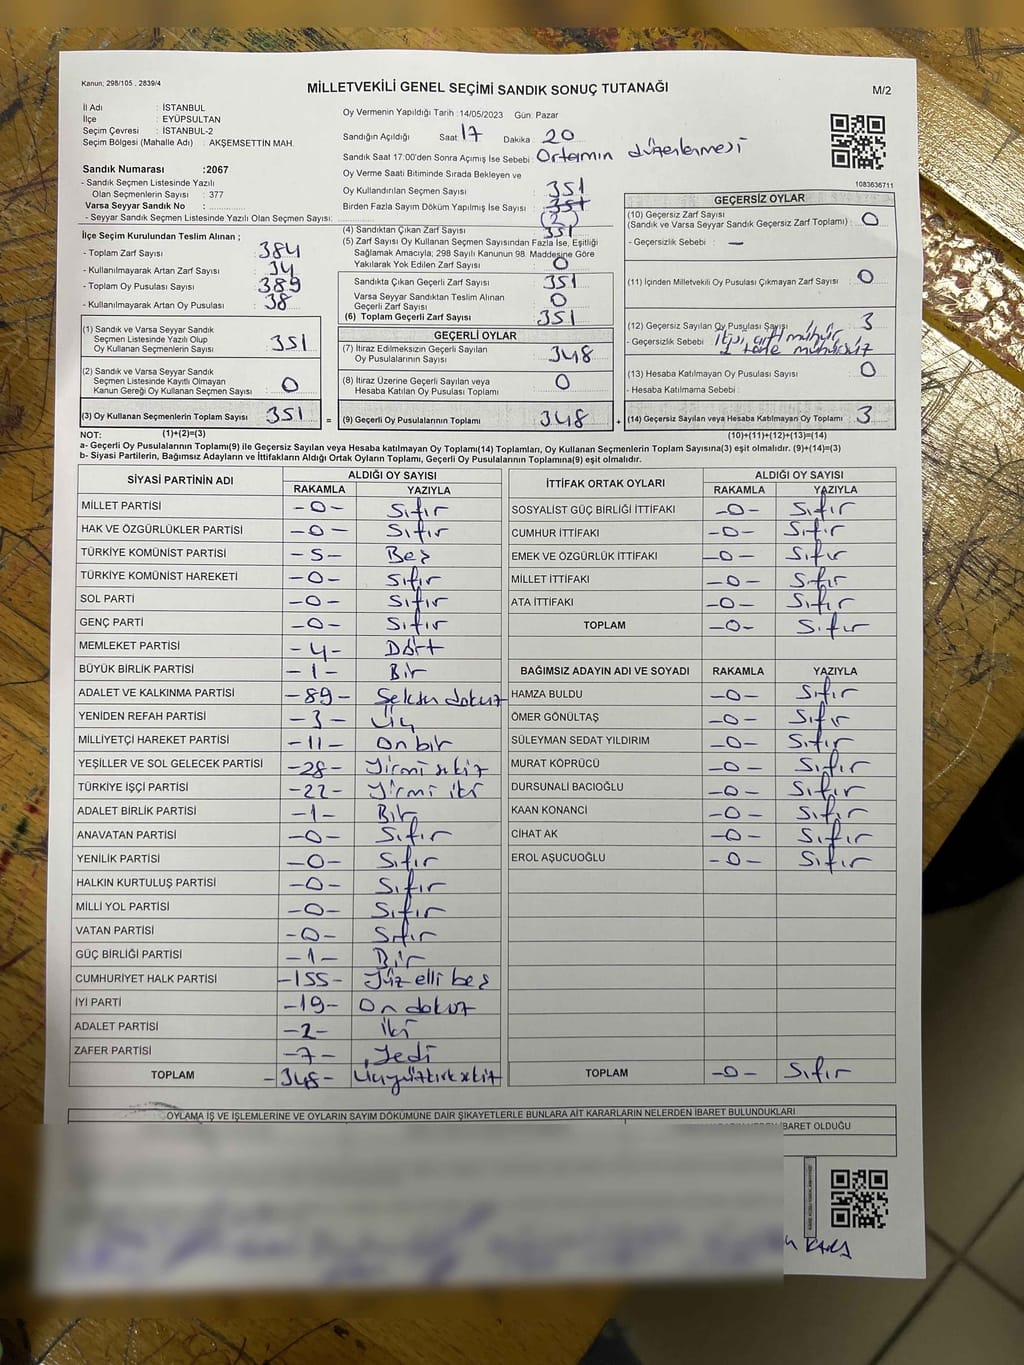 Kanun; 298/105 , 2839/4
MİLLETVEKİLİ GENEL SEÇİMİ SANDIK SONUÇ TUTANAĞI
M/2
İl Adı : İSTANBUL
İlçe : EYÜPSULTAN
Seçim Çevresi : İSTANBUL-2
Seçim Bölgesi (Mahalle Adı) : AKŞEMSETTİN MAH.
Sandık Numarası :2067
- Sandık Seçmen Listesinde Yazılı
Olan Seçmenlerin Sayısı : 377
Varsa Seyyar Sandık No :
- Seyyar Sandık Seçmen Listesinde Yazılı Olan Seçmen Sayısı:
Oy Vermenin Yapıldığı Tarih :14/05/2023 Gün: Pazar
Sandığın Açıldığı Saat: 17 Dakika : 20
Sandık Saat 17:00'den Sonra Açımış İse Sebebi : Ortamın düzenlenmesi
Oy Verme Saati Bitiminde Sırada Bekleyen ve
Oy Kullandırılan Seçmen Sayısı : 351
Birden Fazla Sayım Döküm Yapılmış İse Sayısı : 351 (2)
(4) Sandıktan Çıkan Zarf Sayısı : 351
(5) Zarf Sayısı Oy Kullanan Seçmen Sayısından Fazla İse, Eşitliği
Sağlamak Amacıyla; 298 Sayılı Kanunun 98. Maddesine Göre
Yakılarak Yok Edilen Zarf Sayısı : 0
1083636711
İlçe Seçim Kurulundan Teslim Alınan ;
- Toplam Zarf Sayısı : 384
- Kullanılmayarak Artan Zarf Sayısı : 34
- Toplam Oy Pusulası Sayısı : 389
- Kullanılmayarak Artan Oy Pusulası : 38
Sandıkta Çıkan Geçerli Zarf Sayısı : 351
Varsa Seyyar Sandıktan Teslim Alınan
Geçerli Zarf Sayısı : 0
(6) Toplam Geçerli Zarf Sayısı : 351
GEÇERSİZ OYLAR
(10) Geçersiz Zarf Sayısı
(Sandık ve Varsa Seyyar Sandık Geçersiz Zarf Toplamı) : 0
- Geçersizlik Sebebi : —
(11) İçinden Milletvekili Oy Pusulası Çıkmayan Zarf Sayısı : 0
(12) Geçersiz Sayılan Oy Pusulası Sayısı : 3
- Geçersizlik Sebebi : mühür
tane mühürsüz
(13) Hesaba Katılmayan Oy Pusulası Sayısı : 0
- Hesaba Katılmama Sebebi :
(14) Geçersiz Sayılan veya Hesaba Katılmayan Oy Toplamı : 3
(10)+(11)+(12)+(13)=(14)
(1) Sandık ve Varsa Seyyar Sandık
Seçmen Listesinde Yazılı Olup
Oy Kullanan Seçmenlerin Sayısı : 351
(2) Sandık ve Varsa Seyyar Sandık
Seçmen Listesinde Kayıtlı Olmayan
Kanun Gereği Oy Kullanan Seçmen Sayısı : 0
(3) Oy Kullanan Seçmenlerin Toplam Sayısı : 351 =
(1)+(2)=(3)
GEÇERLİ OYLAR
(7) İtiraz Edilmeksizin Geçerli Sayılan
Oy Pusulalarının Sayısı : 348
(8) İtiraz Üzerine Geçerli Sayılan veya
Hesaba Katılan Oy Pusulası Toplamı : 0
(9) Geçerli Oy Pusulalarının Toplamı : 348 +
NOT:
a- Geçerli Oy Pusulalarının Toplamı(9) ile Geçersiz Sayılan veya Hesaba katılmayan Oy Toplamı(14) Toplamları, Oy Kullanan Seçmenlerin Toplam Sayısına(3) eşit olmalıdır. (9)+(14)=(3)
b- Siyasi Partilerin, Bağımsız Adayların ve İttifakların Aldığı Ortak Oyların Toplamı, Geçerli Oy Pusulalarının Toplamına(9) eşit olmalıdır.
SİYASİ PARTİNİN ADI ALDIĞI OY SAYISI
RAKAMLA YAZIYLA
MİLLET PARTİSİ -0- Sıfır
HAK VE ÖZGÜRLÜKLER PARTİSİ -0- Sıfır
TÜRKİYE KOMÜNİST PARTİSİ -5- Beş
TÜRKİYE KOMÜNİST HAREKETİ -0- Sıfır
SOL PARTİ -0- Sıfır
GENÇ PARTİ -0- Sıfır
MEMLEKET PARTİSİ -4- Dört
BÜYÜK BİRLİK PARTİSİ -1- Bir
ADALET VE KALKINMA PARTİSİ -89- Seksen dokuz
YENİDEN REFAH PARTİSİ -3- Üç
MİLLİYETÇİ HAREKET PARTİSİ -11- On bir
YEŞİLLER VE SOL GELECEK PARTİSİ -28- Yirmi sekiz
TÜRKİYE İŞÇİ PARTİSİ -22- Yirmi iki
ADALET BİRLİK PARTİSİ -1- Bir
ANAVATAN PARTİSİ -0- Sıfır
YENİLİK PARTİSİ -0- Sıfır
HALKIN KURTULUŞ PARTİSİ -0- Sıfır
MİLLİ YOL PARTİSİ -0- Sıfır
VATAN PARTİSİ -0- Sıfır
GÜÇ BİRLİĞİ PARTİSİ -1- Bir
CUMHURİYET HALK PARTİSİ -155- Yüz elli beş
İYİ PARTİ -19- On dokuz
ADALET PARTİSİ -2- İki
ZAFER PARTİSİ -7- Yedi
TOPLAM -348- Üçyüzkırksekiz
İTTİFAK ORTAK OYLARI ALDIĞI OY SAYISI
RAKAMLA YAZIYLA
SOSYALİST GÜÇ BİRLİĞİ İTTİFAKI -0- Sıfır
CUMHUR İTTİFAKI -0- Sıfır
EMEK VE ÖZGÜRLÜK İTTİFAKI -0- Sıfır
MİLLET İTTİFAKI -0- Sıfır
ATA İTTİFAKI -0- Sıfır
TOPLAM -0- Sıfır
BAĞIMSIZ ADAYIN ADI VE SOYADI RAKAMLA YAZIYLA
HAMZA BULDU -0- Sıfır
ÖMER GÖNÜLTAŞ -0- Sıfır
SÜLEYMAN SEDAT YILDIRIM -0- Sıfır
MURAT KÖPRÜCÜ -0- Sıfır
DURSUNALİ BACIOĞLU -0- Sıfır
KAAN KONANCİ -0- Sıfır
CİHAT AK -0- Sıfır
EROL AŞUCUOĞLU -0- Sıfır
TOPLAM -0- Sıfır
OYLAMA İŞ VE İŞLEMLERİNE VE OYLARIN SAYIM DÖKÜMÜNE DAİR ŞİKAYETLERLE BUNLARA AİT KARARLARIN NELERDEN İBARET BULUNDUKLARI
İBARET OLDUĞU
KARA